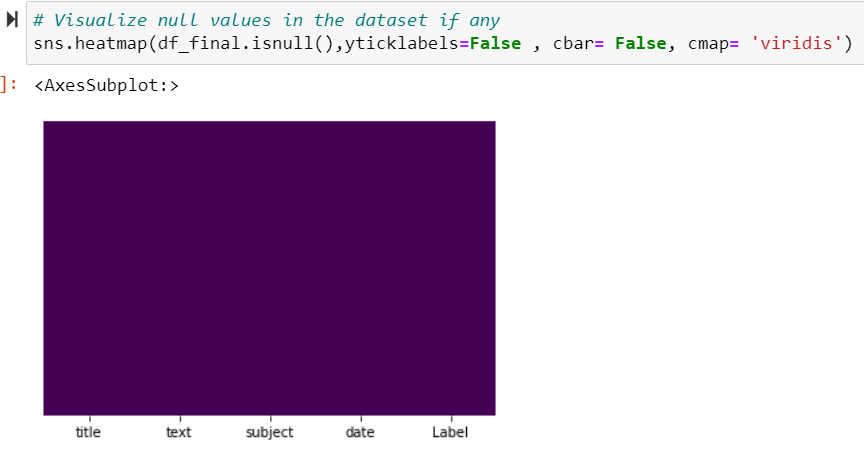 # Visualize null values in the dataset if any
sns.heatmap(df_final.isnull(),yticklabels=False , cbar= False, cmap= 'viridis')
]: <AxesSubplot:>
title text subject date Label